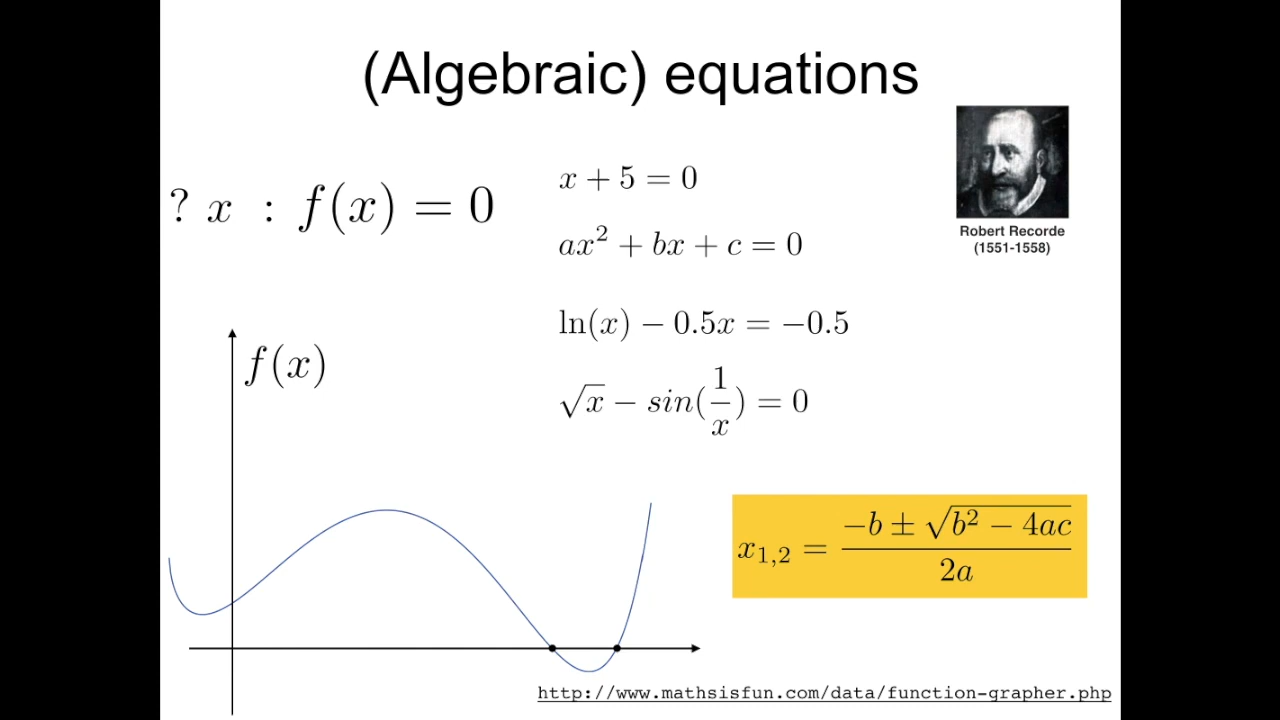 (Algebraic) equations
? x : f(x) = 0
x + 5 = 0
ax² + bx + c = 0
ln(x) − 0.5x = −0.5
√x − sin(1/x) = 0
Robert Recorde
(1551-1558)
f(x)
x₁,₂ = (−b ± √(b² − 4ac))/(2a)
http://www.mathsisfun.com/data/function-grapher.php